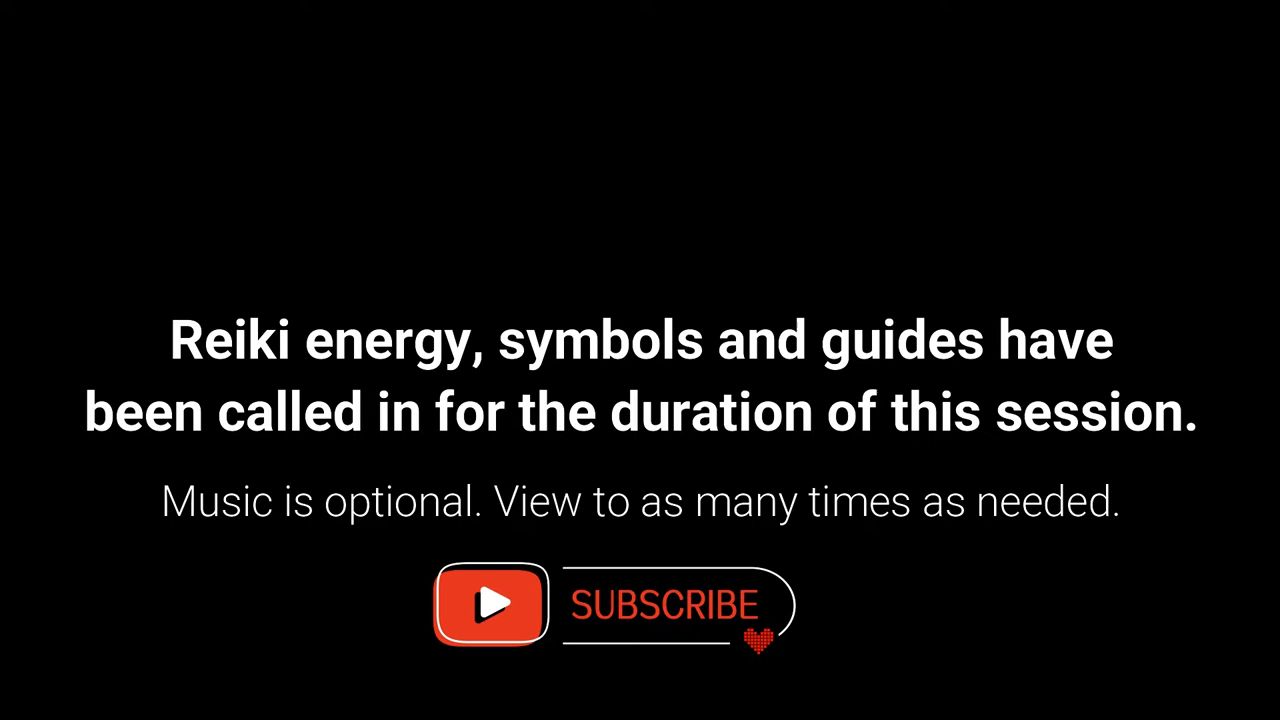 Reiki energy, symbols and guides have
been called in for the duration of this session.
Music is optional. View to as many times as needed.
SUBSCRIBE